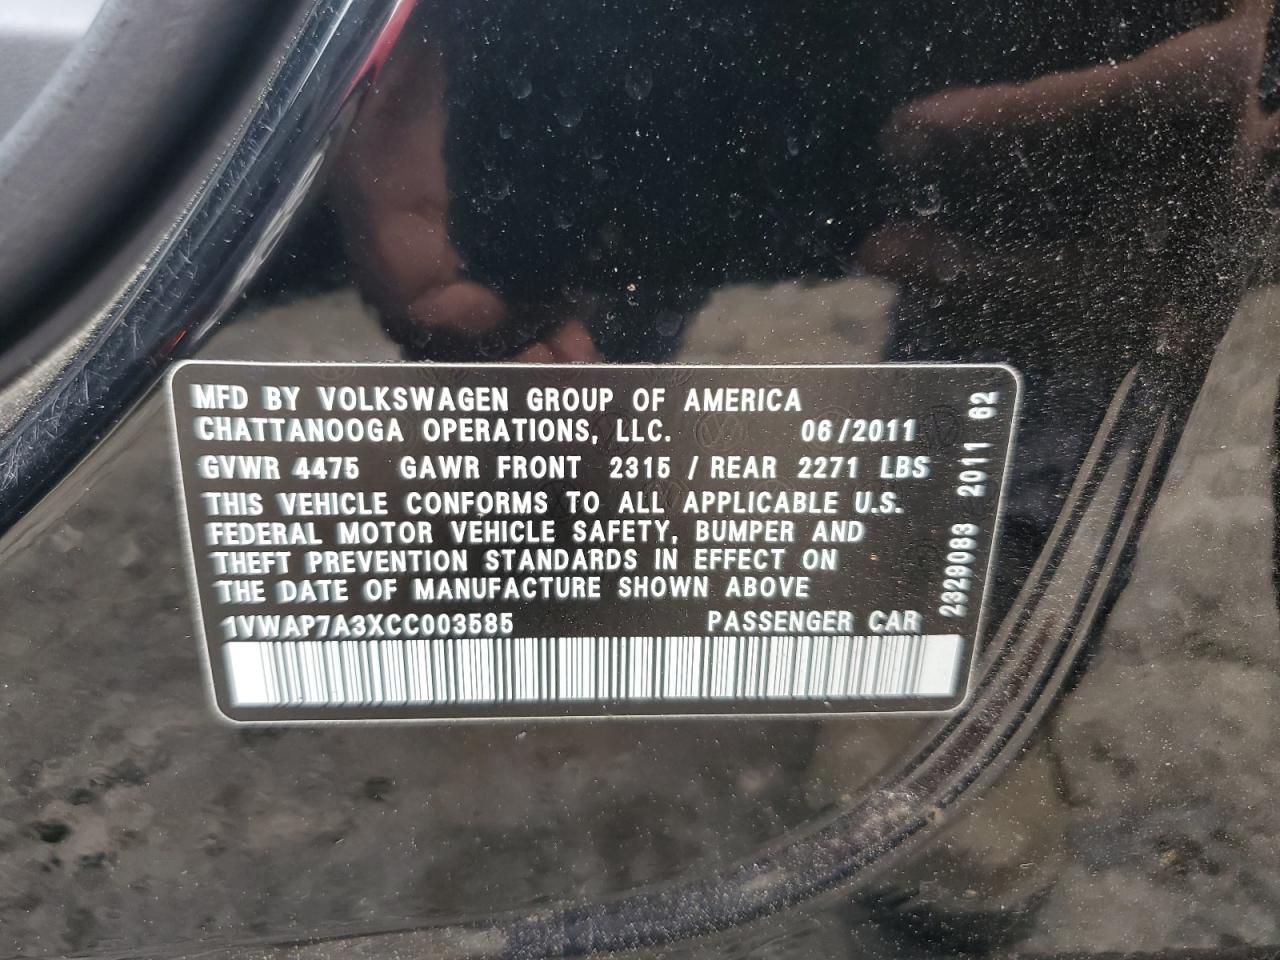 MFD BY VOLKSWAGEN GROUP OF AMERICA
CHATTANOOGA OPERATIONS, LLC. 06/2011
GVWR 4475 GAWR FRONT 2315 / REAR 2271 LBS
THIS VEHICLE CONFORMS TO ALL APPLICABLE U.S.
FEDERAL MOTOR VEHICLE SAFETY, BUMPER AND
THEFT PREVENTION STANDARDS IN EFFECT ON
THE DATE OF MANUFACTURE SHOWN ABOVE
1VWAP7A3XCC003585 PASSENGER CAR
2329083 2011 62